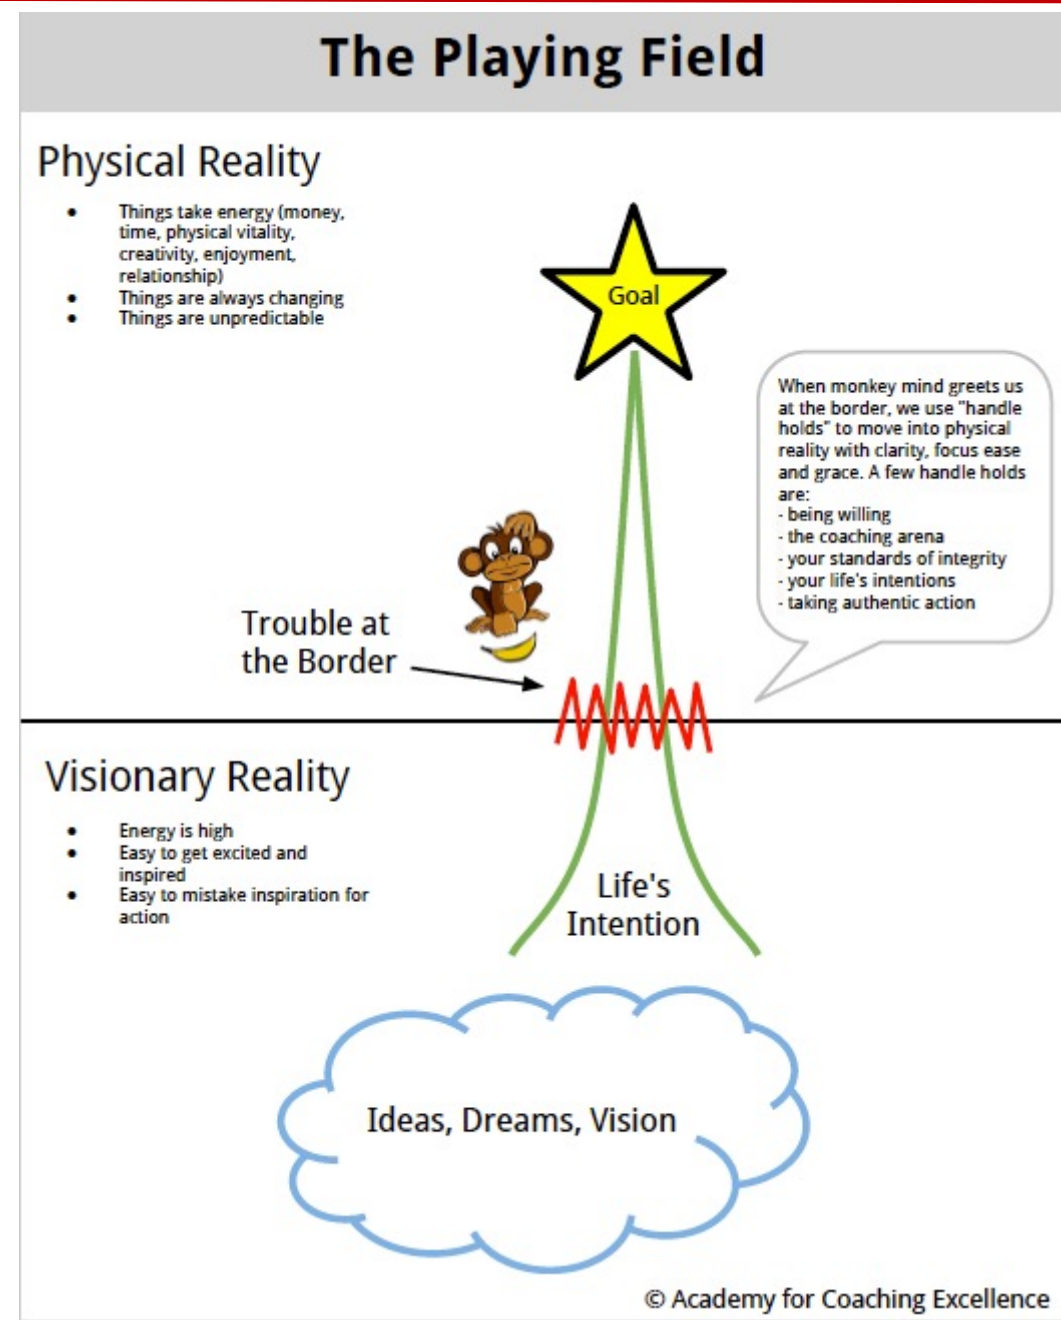 The Playing Field
Physical Reality
● Things take energy (money,
time, physical vitality,
creativity, enjoyment,
relationship)
● Things are always changing
● Things are unpredictable
Goal
When monkey mind greets us
at the border, we use "handle
holds" to move into physical
reality with clarity, focus ease
and grace. A few handle holds
are:
- being willing
- the coaching arena
- your standards of integrity
- your life's intentions
- taking authentic action
Trouble at
the Border
Visionary Reality
● Energy is high
● Easy to get excited and
inspired
● Easy to mistake inspiration for
action
Life's
Intention
Ideas, Dreams, Vision
© Academy for Coaching Excellence